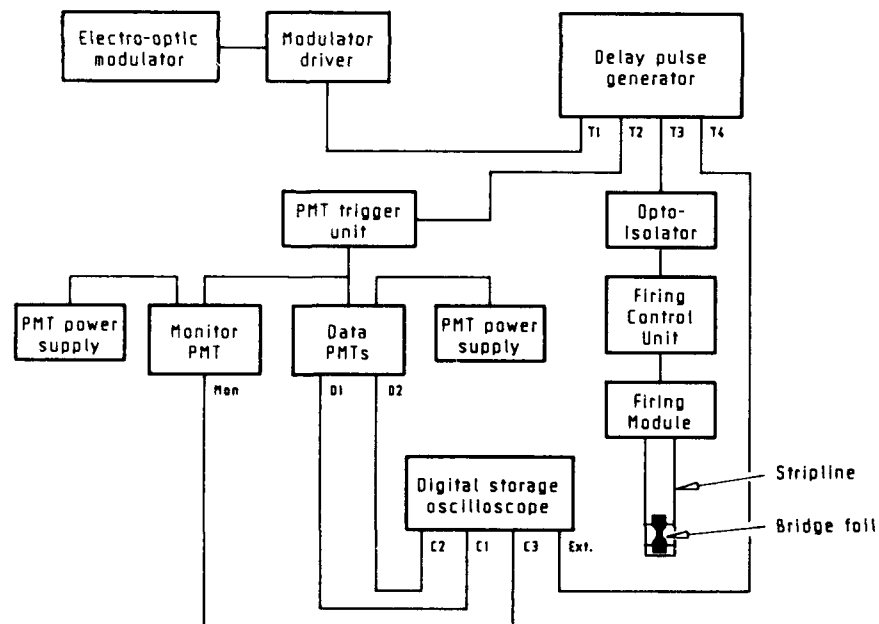 Electro-optic
modulator
Modulator
driver
Delay pulse
generator
T1
T2
T3
T4
PMT trigger
unit
Opto-
Isolator
PMT power
supply
Monitor
PMT
Data
PMTs
PMT power
supply
Firing
Control
Unit
Mon
D1
D2
Firing
Module
Digital storage
oscilloscope
Stripline
Bridge foil
C2
C1
C3
Ext.